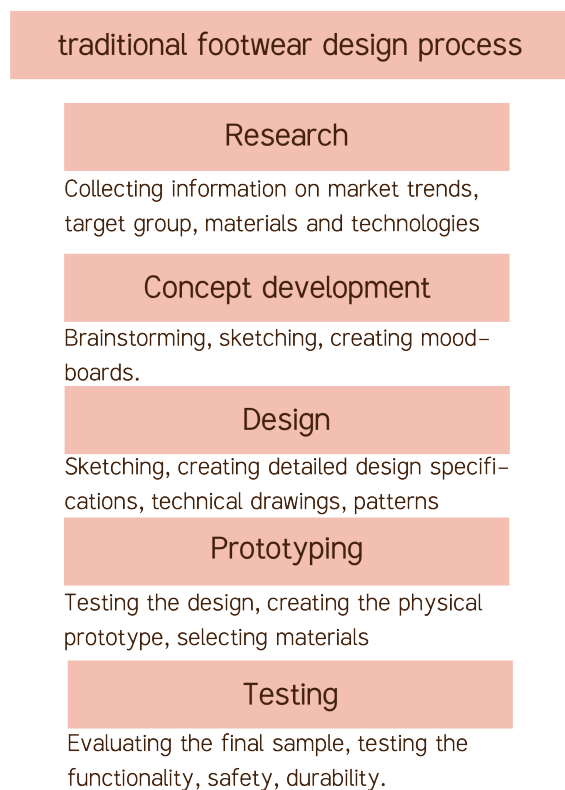 traditional footwear design process
Research
Collecting information on market trends,
target group, materials and technologies
Concept development
Brainstorming, sketching, creating mood-
boards.
Design
Sketching, creating detailed design specifi-
cations, technical drawings, patterns
Prototyping
Testing the design, creating the physical
prototype, selecting materials
Testing
Evaluating the final sample, testing the
functionality, safety, durability.